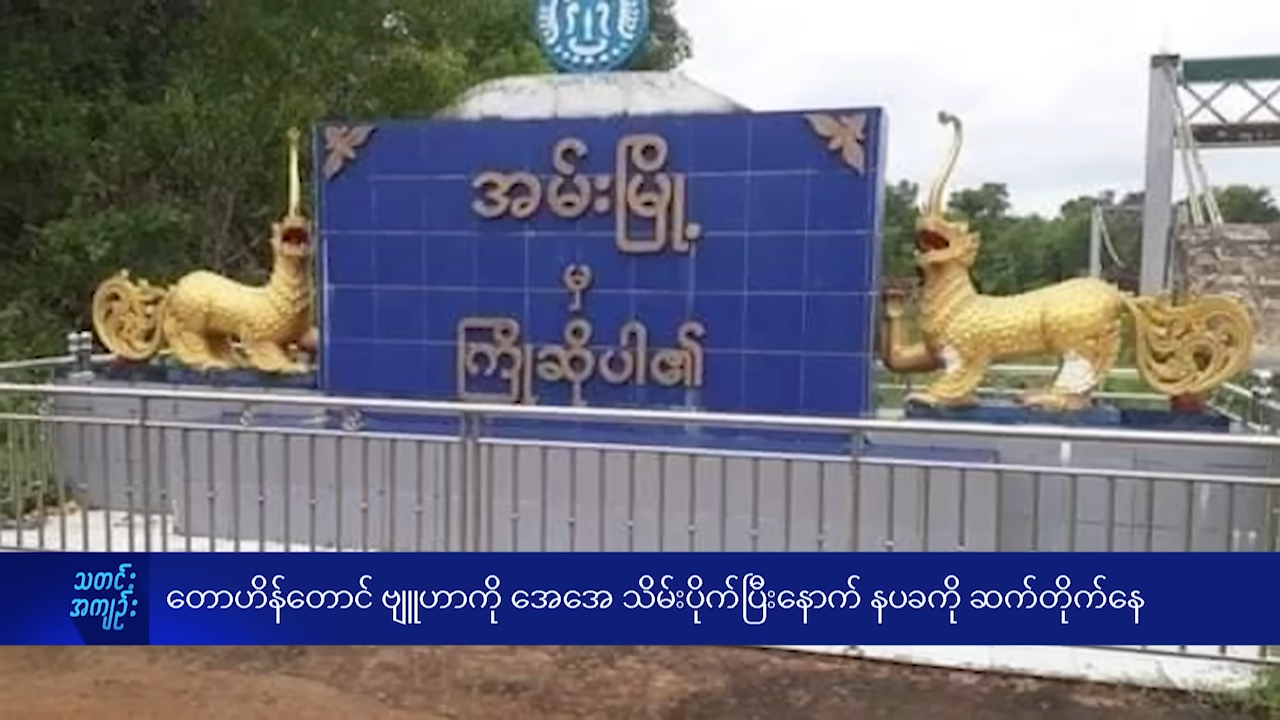 အမ်းမြို့
မှ
ကြိုဆိုပါ၏
သတင်း
အကျဉ်း
တောဟိန်တောင် ဗျူဟာကို အေအေ သိမ်းပိုက်ပြီးနောက် နပခကို ဆက်တိုက်နေ